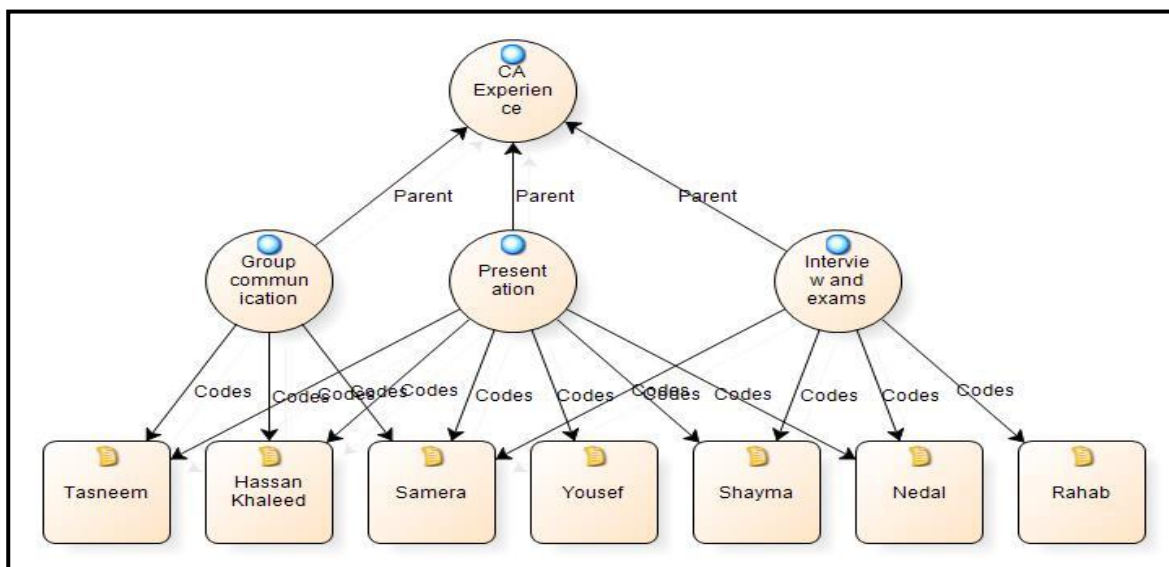 CA
Experien
ce
Parent
Parent
Parent
Group
commun
ication
Present
ation
Intervie
w and
exams
Codes
Codes
Codes
Codes
Codes
Codes
Codes
Codes
Codes
Codes
Codes
Codes
Codes
Tasneem
Hassan
Khaleed
Samera
Yousef
Shayma
Nedal
Rahab